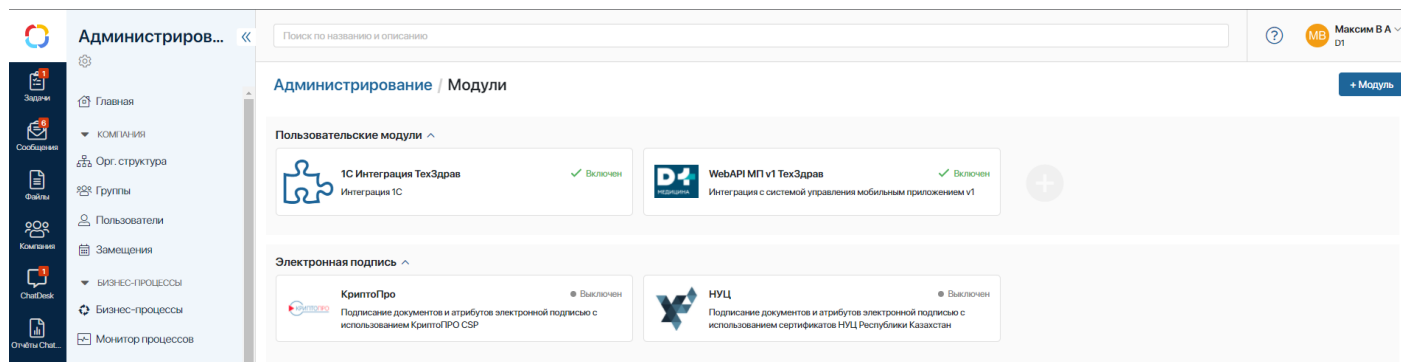 Администриров... «
Поиск по названию и описанию
?
МВ
Максим В А
D1
1
Задачи
6
Сообщения
Файлы
Компания
1
ChatDesk
Отчёты Chat...
Главная
КОМПАНИЯ
Орг. структура
Группы
Пользователи
Замещения
БИЗНЕС-ПРОЦЕССЫ
Бизнес-процессы
Монитор процессов
Администрирование / Модули
+ Модуль
Пользовательские модули
1С Интеграция ТехЗдрав
Включен
Интеграция 1С
D+
МЕДИЦИНА
WebAPI МП v1 ТехЗдрав
Включен
Интеграция с системой управления мобильным приложением v1
Электронная подпись
КРИПТОПРО
КриптоПро
Выключен
Подписание документов и атрибутов электронной подписью с
использованием КриптоПРО CSP
НУЦ
Выключен
Подписание документов и атрибутов электронной подписью с
использованием сертификатов НУЦ Республики Казахстан